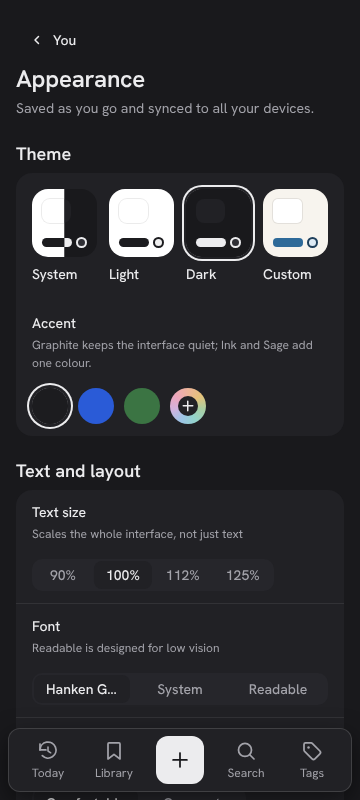 You
Appearance
Saved as you go and synced to all your devices.
Theme
System
Light
Dark
Custom
Accent
Graphite keeps the interface quiet; Ink and Sage add
one colour.
Text and layout
Text size
Scales the whole interface, not just text
90%
100%
112%
125%
Font
Readable is designed for low vision
Hanken G...
System
Readable
Today
Library
Search
Tags